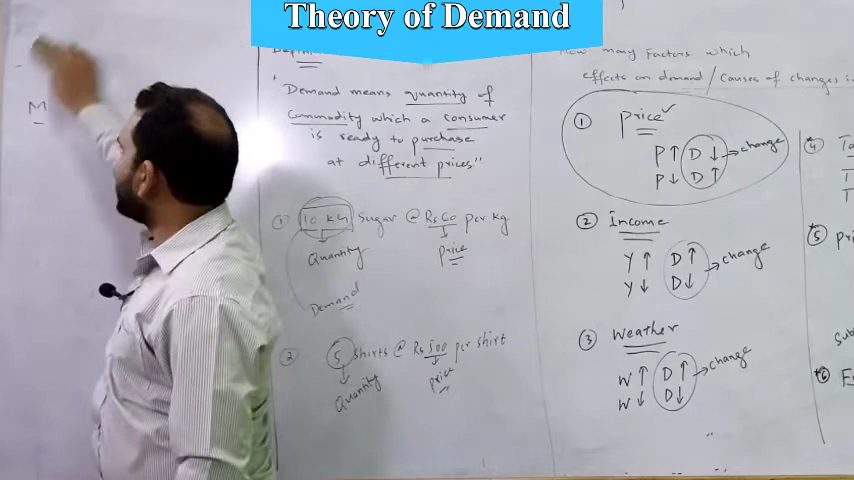 Theory of Demand
M
Demand means quantity of
Commodity which a consumer
is ready to purchase
at different prices"
① 10 KG Sugar @ Rs 60 per kg
Quantity
price
Demand
② 5 shirts @ Rs 500 per shirt
Quantity
price
How many Factors which
effects on demand / Causes of changes in
① Price ✓
P↑ D↓ → change
P↓ D↑
② Income
Y↑ D↑ → change
Y↓ D↓
③ Weather
W↑ D↑ → change
W↓ D↓
④
T
T
⑤ Pri
Sub
⑥